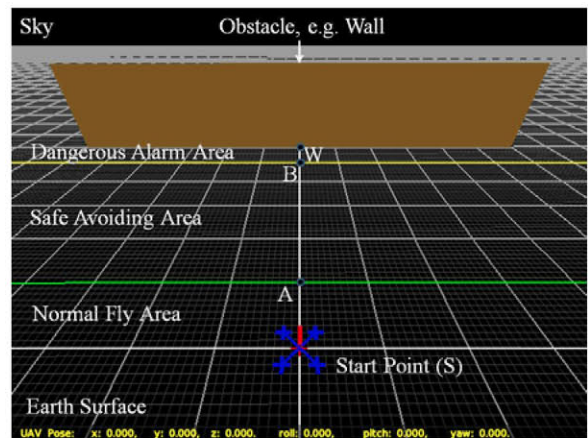 Sky
Obstacle, e.g. Wall
Dangerous Alarm Area
W
B
Safe Avoiding Area
A
Normal Fly Area
Start Point (S)
Earth Surface
UAV Pose: x: 0.000, y: 0.000, z: 0.000, roll: 0.000, pitch: 0.000, yaw: 0.000.